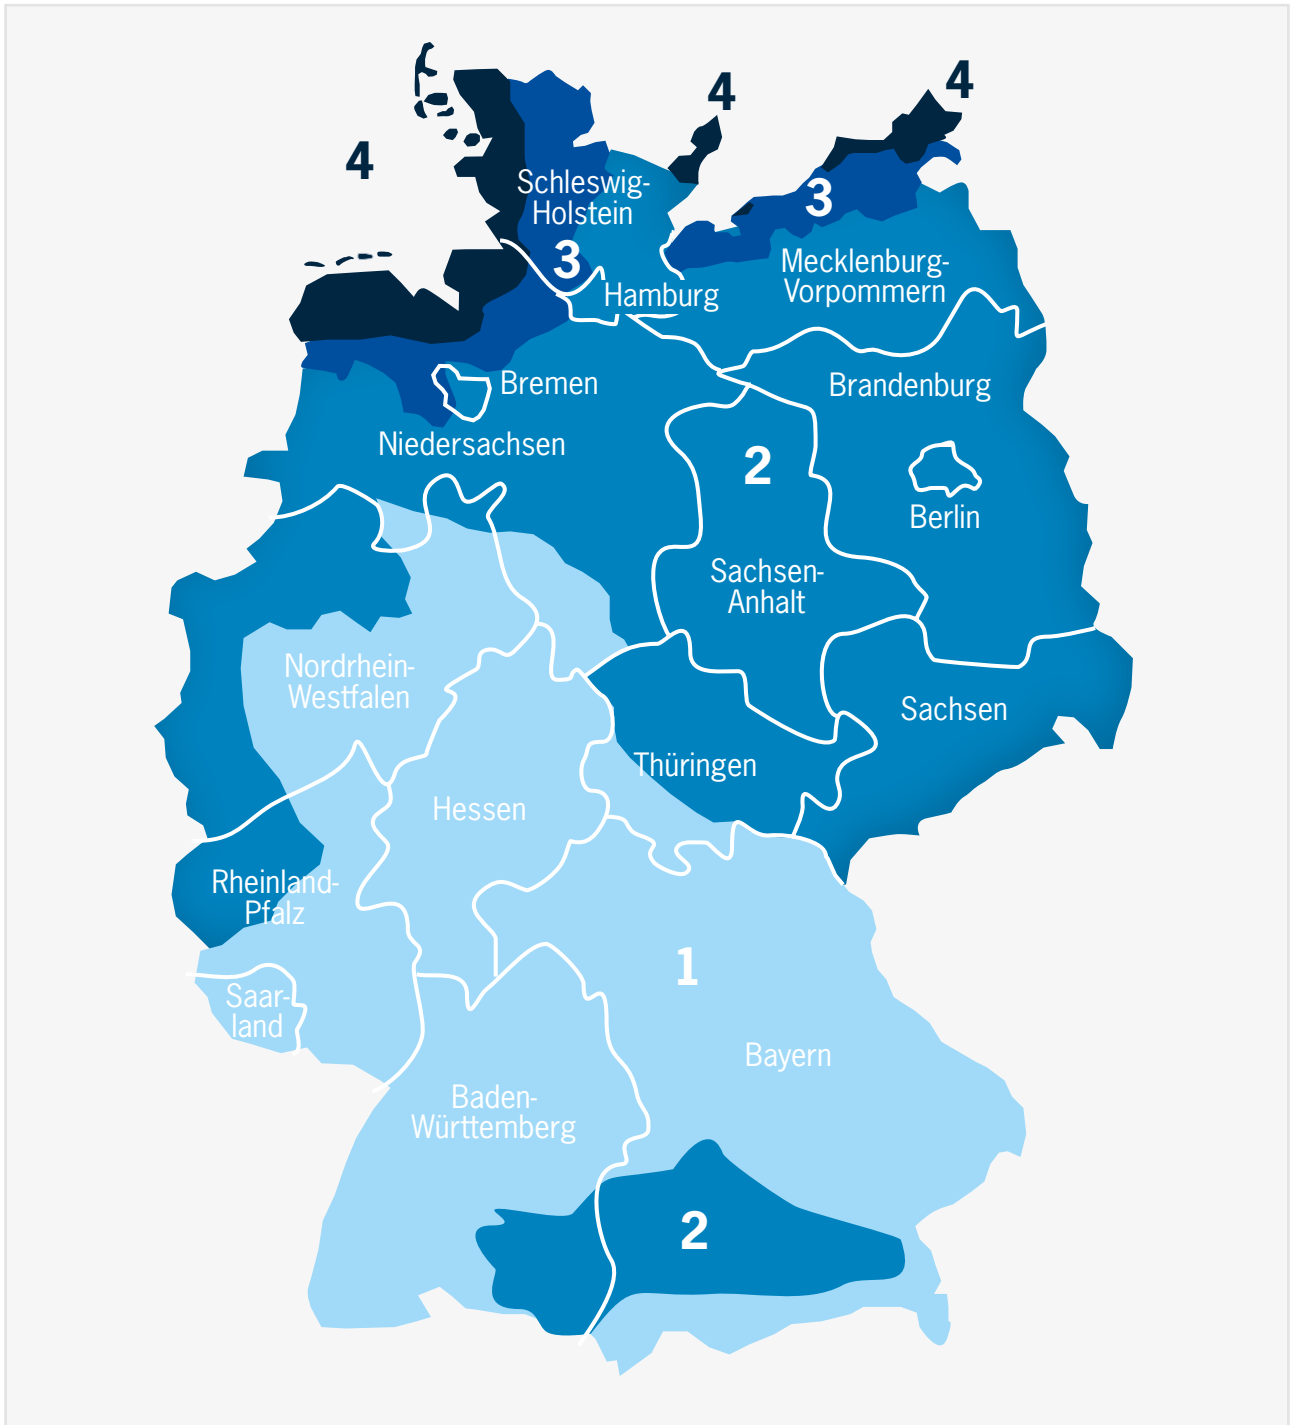 4
4
4
Schleswig-
Holstein
3
3
Mecklenburg-
Vorpommern
Hamburg
Bremen
Brandenburg
Niedersachsen
2
Berlin
Sachsen-
Anhalt
Nordrhein-
Westfalen
Sachsen
Thüringen
Hessen
Rheinland-
Pfalz
1
Saar-
land
Bayern
Baden-
Württemberg
2